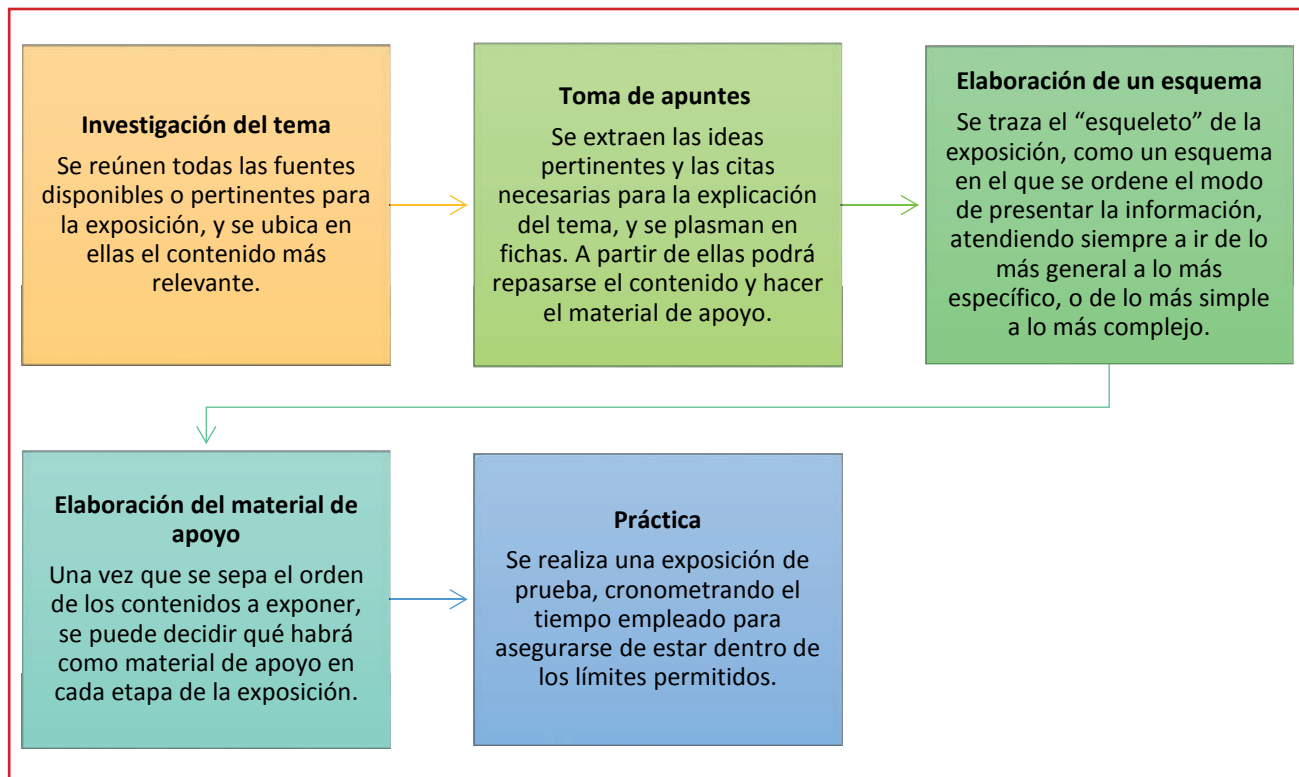 Investigación del tema
Se reúnen todas las fuentes
disponibles o pertinentes para
la exposición, y se ubica en
ellas el contenido más
relevante.
Toma de apuntes
Se extraen las ideas
pertinentes y las citas
necesarias para la explicación
del tema, y se plasman en
fichas. A partir de ellas podrá
repasarse el contenido y hacer
el material de apoyo.
Elaboración de un esquema
Se traza el “esqueleto” de la
exposición, como un esquema
en el que se ordene el modo
de presentar la información,
atendiendo siempre a ir de lo
más general a lo más
específico, o de lo más simple
a lo más complejo.
Elaboración del material de
apoyo
Una vez que se sepa el orden
de los contenidos a exponer,
se puede decidir qué habrá
como material de apoyo en
cada etapa de la exposición.
Práctica
Se realiza una exposición de
prueba, cronometrando el
tiempo empleado para
asegurarse de estar dentro de
los límites permitidos.